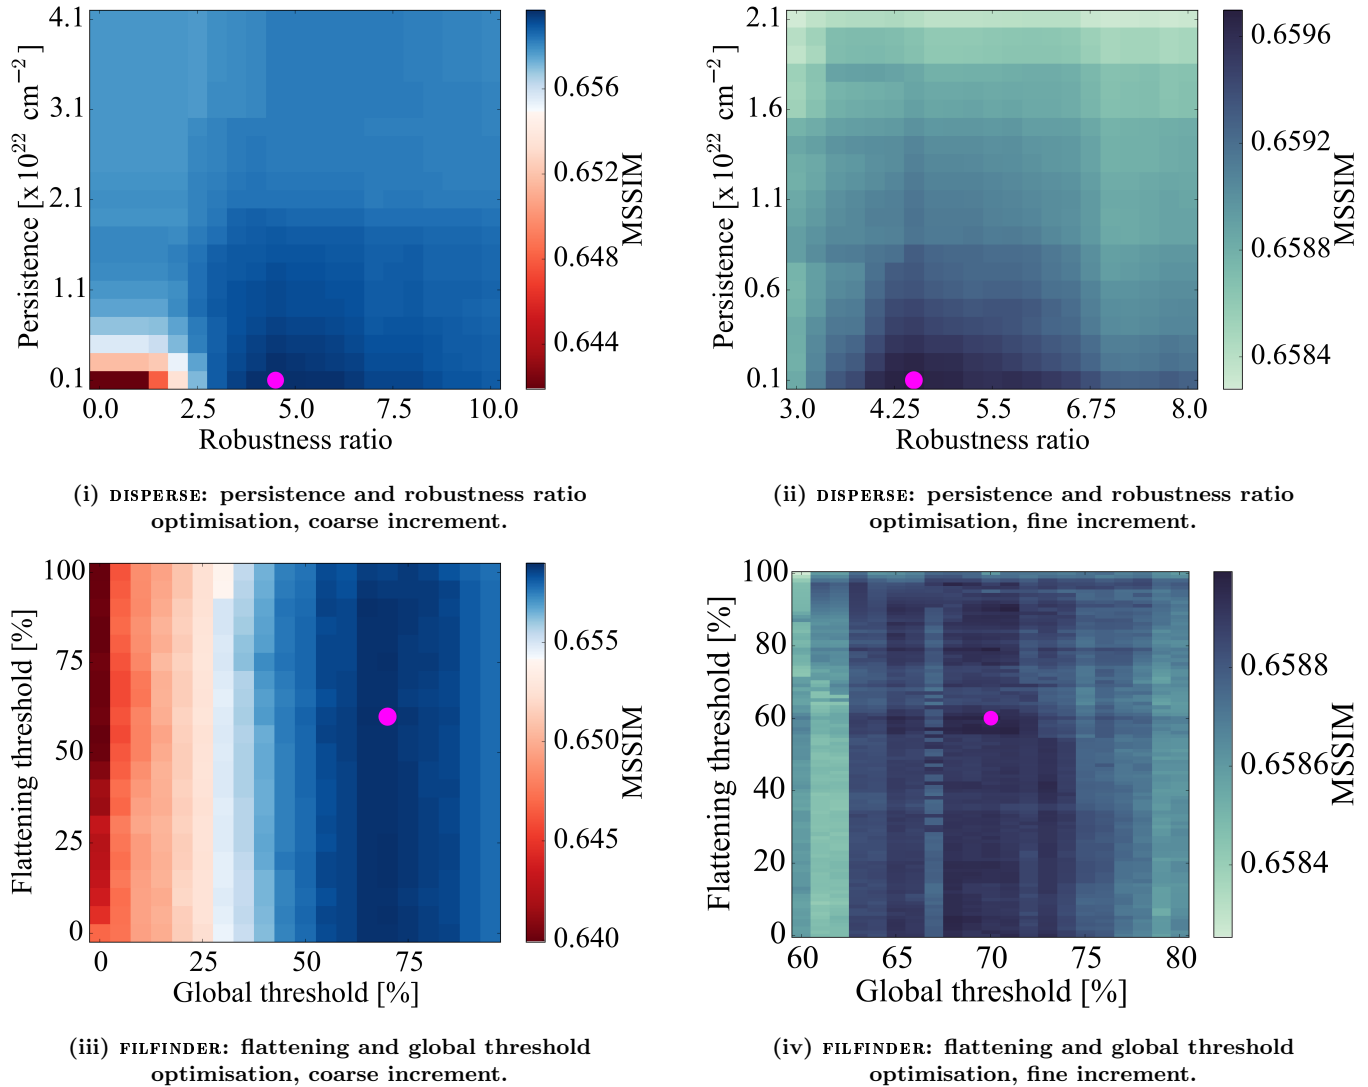 4.1
3.1
2.1
1.1
0.1
Persistence [x10²² cm⁻²]
0.0 2.5 5.0 7.5 10.0
Robustness ratio
0.656
0.652
0.648
0.644
MSSIM
(i) DISPERSE: persistence and robustness ratio
optimisation, coarse increment.
2.1
1.6
1.1
0.6
0.1
Persistence [x10²² cm⁻²]
3.0 4.25 5.5 6.75 8.0
Robustness ratio
0.6596
0.6592
0.6588
0.6584
MSSIM
(ii) DISPERSE: persistence and robustness ratio
optimisation, fine increment.
100
75
50
25
0
Flattening threshold [%]
0 25 50 75
Global threshold [%]
0.655
0.650
0.645
0.640
MSSIM
(iii) FILFINDER: flattening and global threshold
optimisation, coarse increment.
100
80
60
40
20
0
Flattening threshold [%]
60 65 70 75 80
Global threshold [%]
0.6588
0.6586
0.6584
MSSIM
(iv) FILFINDER: flattening and global threshold
optimisation, fine increment.